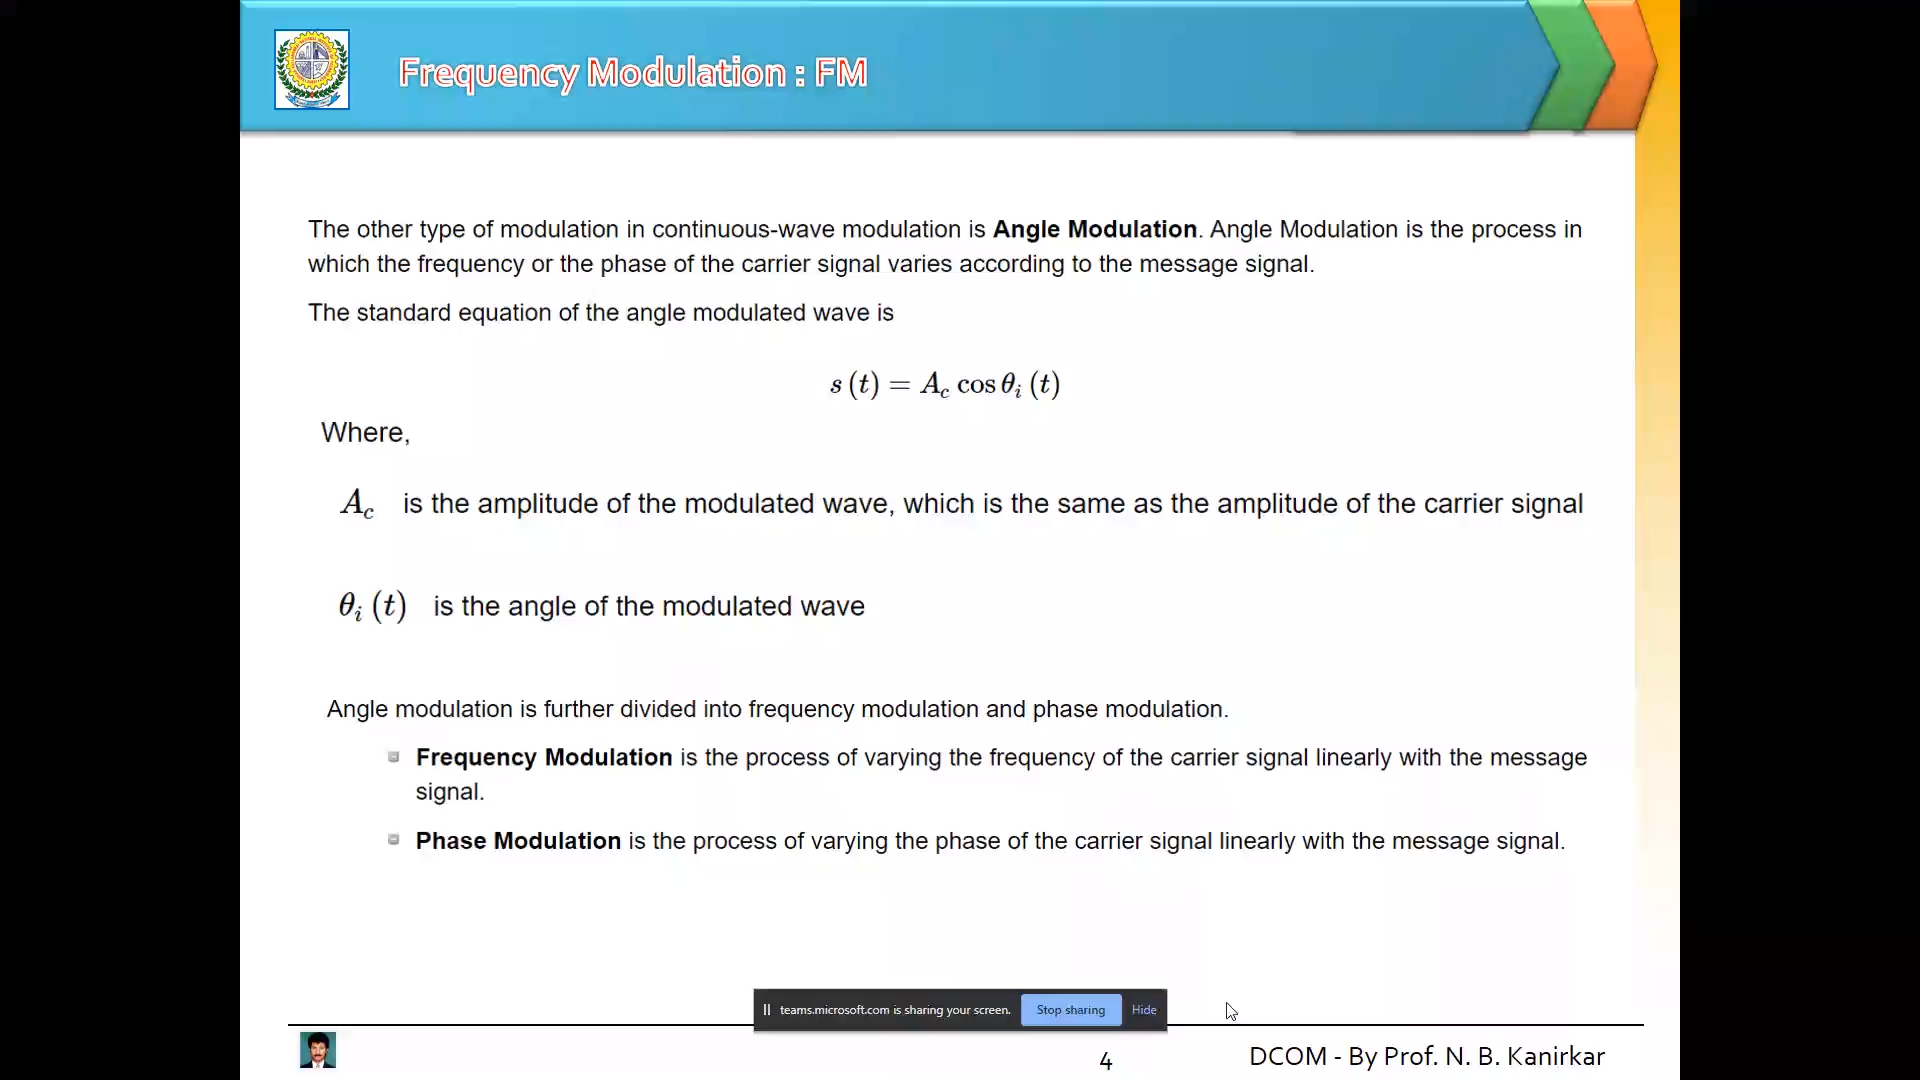 Frequency Modulation : FM
The other type of modulation in continuous-wave modulation is Angle Modulation. Angle Modulation is the process in
which the frequency or the phase of the carrier signal varies according to the message signal.
The standard equation of the angle modulated wave is
s (t) = A_c cos θ_i (t)
Where,
A_c is the amplitude of the modulated wave, which is the same as the amplitude of the carrier signal
θ_i (t) is the angle of the modulated wave
Angle modulation is further divided into frequency modulation and phase modulation.
Frequency Modulation is the process of varying the frequency of the carrier signal linearly with the message
signal.
Phase Modulation is the process of varying the phase of the carrier signal linearly with the message signal.
teams.microsoft.com is sharing your screen. Stop sharing Hide
4 DCOM - By Prof. N. B. Kanirkar